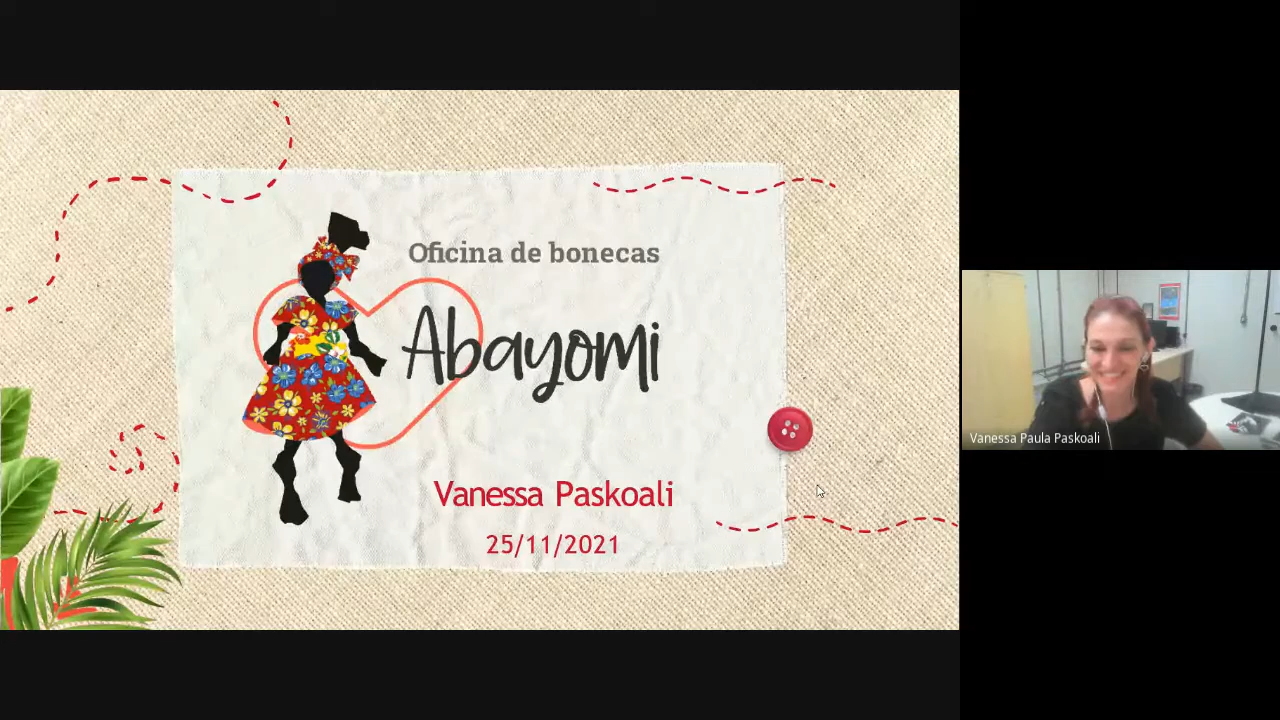 Oficina de bonecas
Abayomi
Vanessa Paskoali
25/11/2021
Vanessa Paula Paskoali